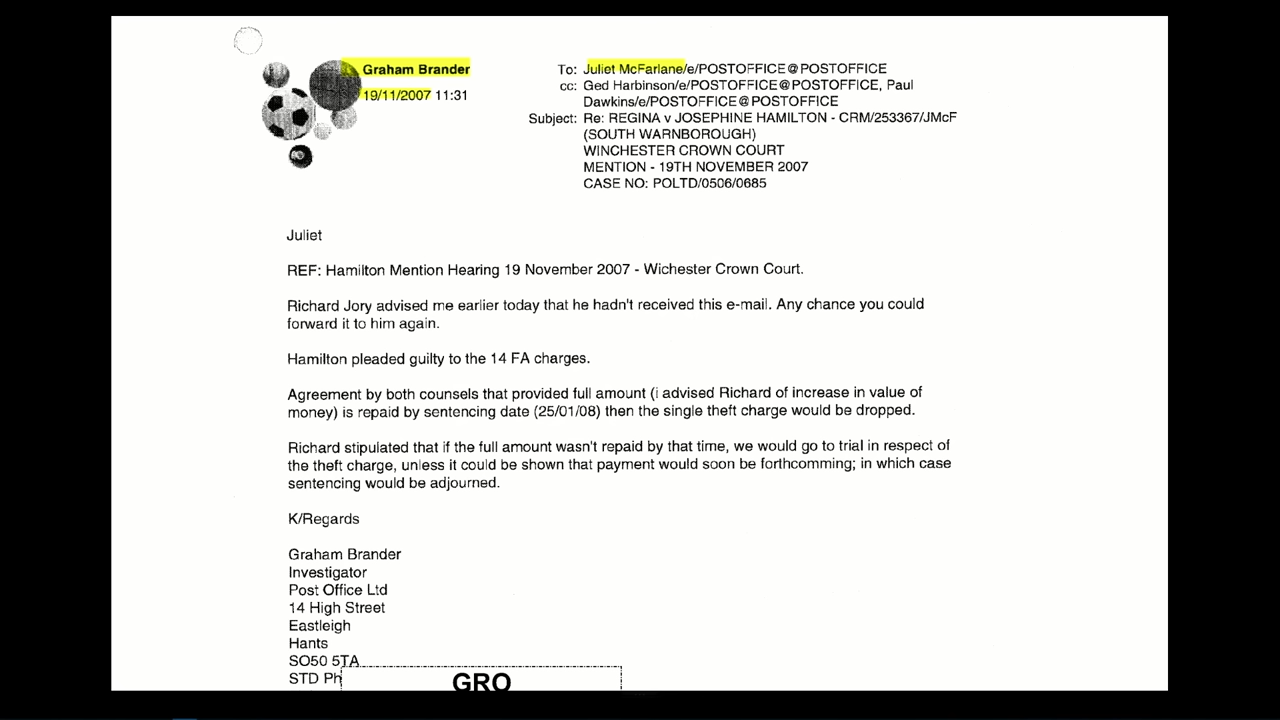 Graham Brander
19/11/2007 11:31
To: Juliet McFarlane/e/POSTOFFICE@POSTOFFICE
cc: Ged Harbinson/e/POSTOFFICE@POSTOFFICE, Paul
Dawkins/e/POSTOFFICE@POSTOFFICE
Subject: Re: REGINA v JOSEPHINE HAMILTON - CRM/253367/JMcF
(SOUTH WARNBOROUGH)
WINCHESTER CROWN COURT
MENTION - 19TH NOVEMBER 2007
CASE NO: POLTD/0506/0685
Juliet
REF: Hamilton Mention Hearing 19 November 2007 - Wichester Crown Court.
Richard Jory advised me earlier today that he hadn't received this e-mail. Any chance you could
forward it to him again.
Hamilton pleaded guilty to the 14 FA charges.
Agreement by both counsels that provided full amount (i advised Richard of increase in value of
money) is repaid by sentencing date (25/01/08) then the single theft charge would be dropped.
Richard stipulated that if the full amount wasn't repaid by that time, we would go to trial in respect of
the theft charge, unless it could be shown that payment would soon be forthcomming; in which case
sentencing would be adjourned.
K/Regards
Graham Brander
Investigator
Post Office Ltd
14 High Street
Eastleigh
Hants
SO50 5TA
STD Ph
GRO